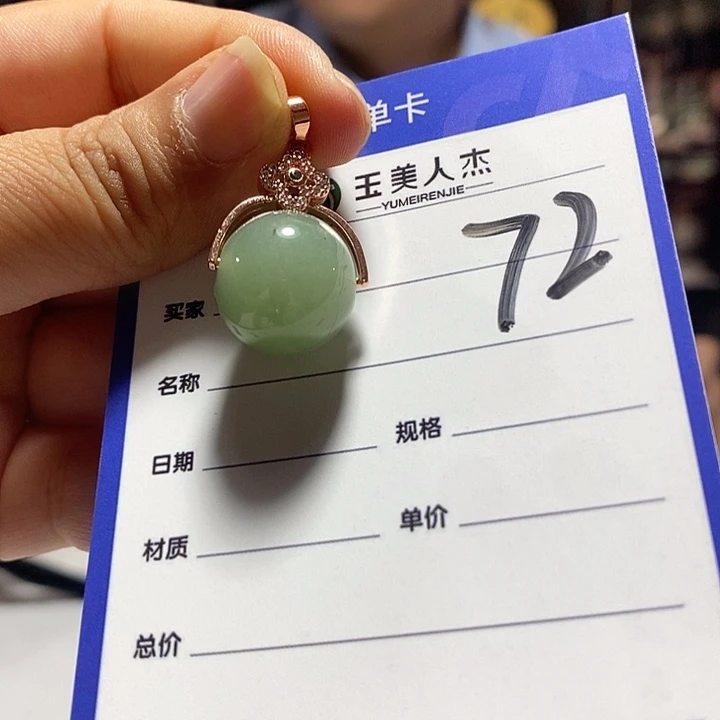 单卡
玉美人杰
YUMEIRENJIE
72
买家
名称
日期 规格
材质 单价
总价